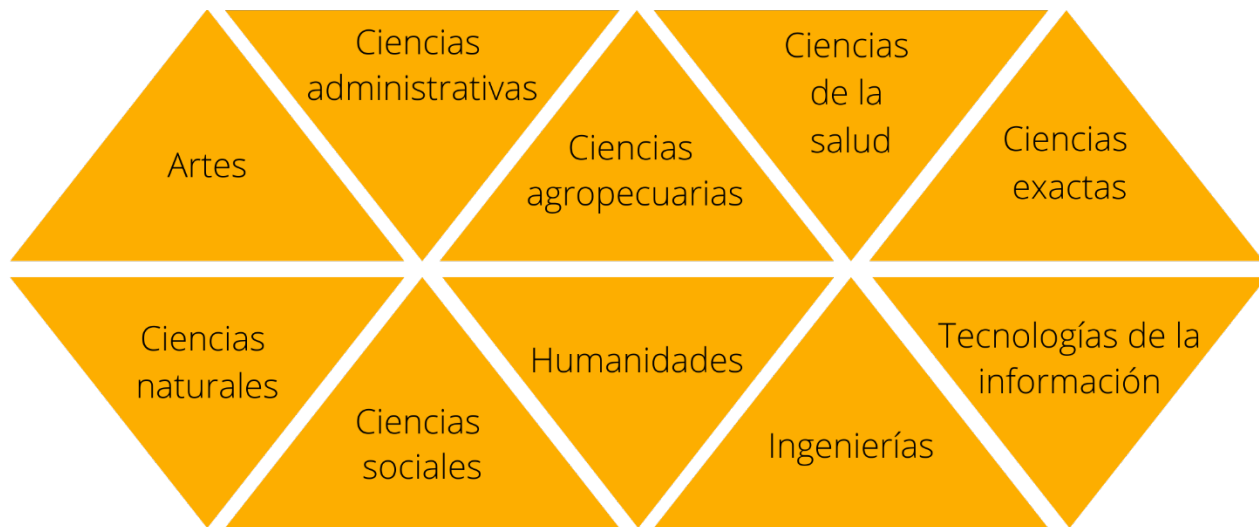 Artes
Ciencias
administrativas
Ciencias
agropecuarias
Ciencias
de la
salud
Ciencias
exactas
Ciencias
naturales
Ciencias
sociales
Humanidades
Ingenierías
Tecnologías de la
información